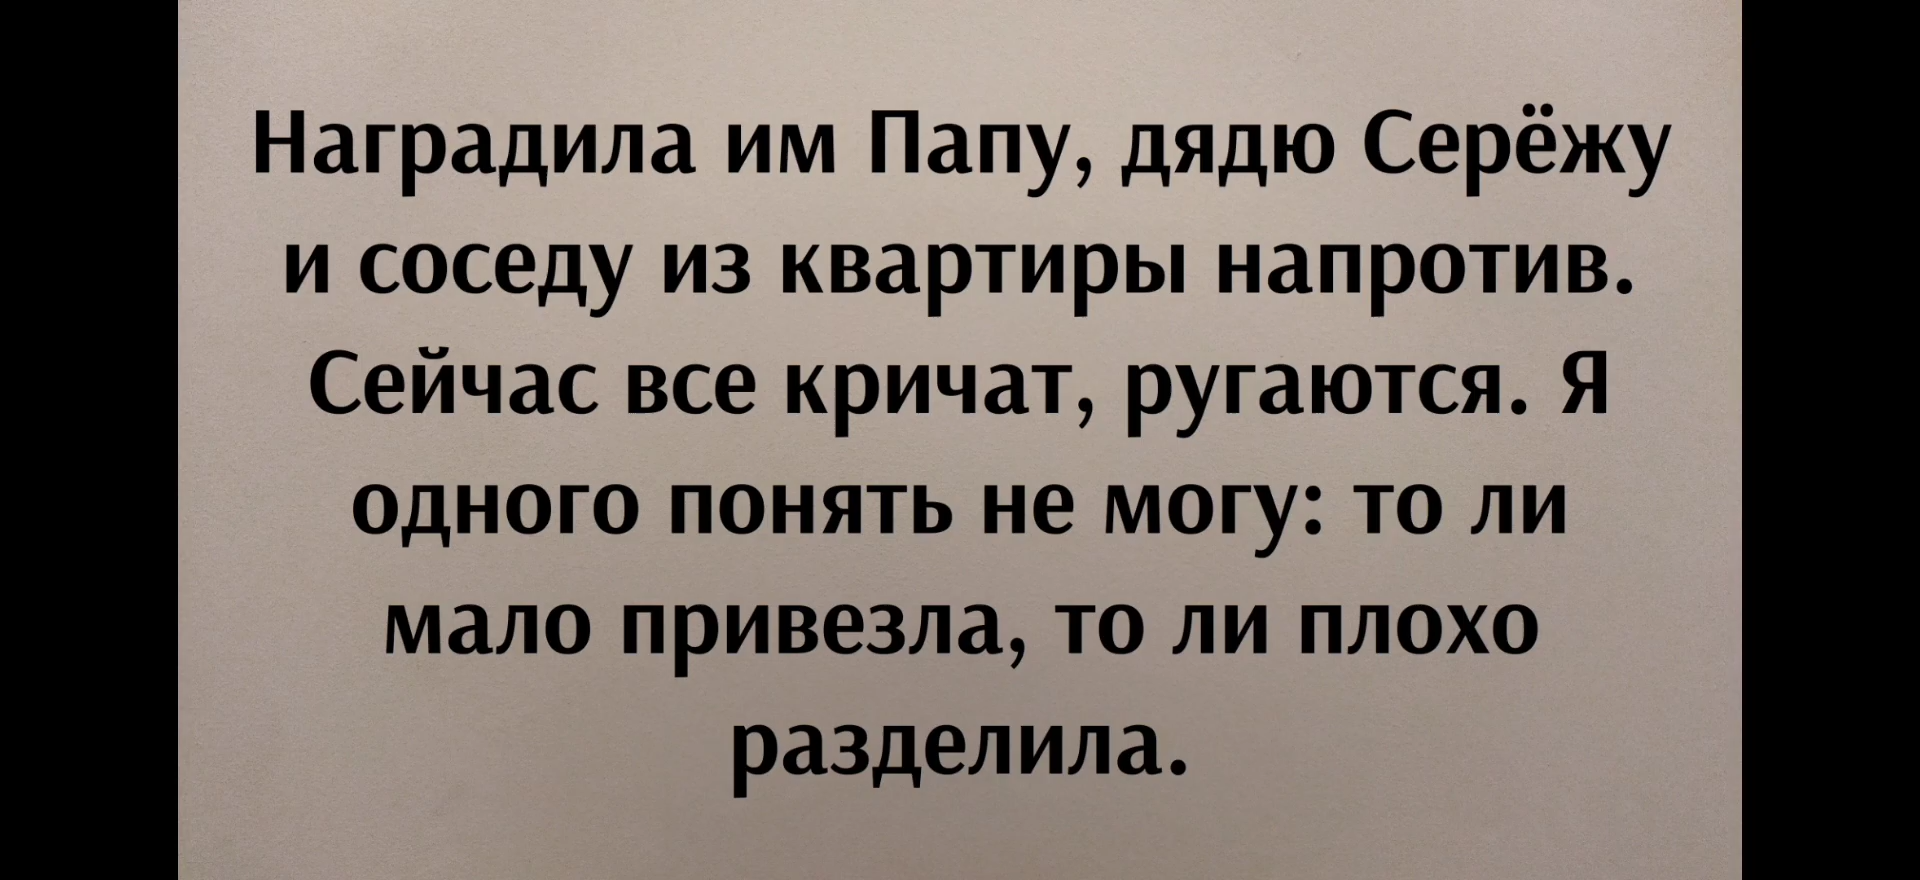 Наградила им Папу, дядю Серёжу
и соседу из квартиры напротив.
Сейчас все кричат, ругаются. Я
одного понять не могу: то ли
мало привезла, то ли плохо
разделила.